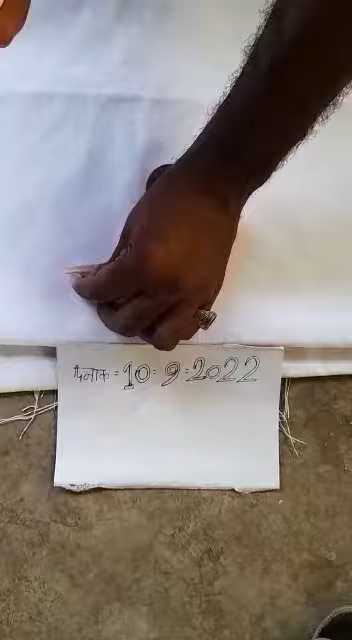 दिनांक = 10 = 9 = 2022